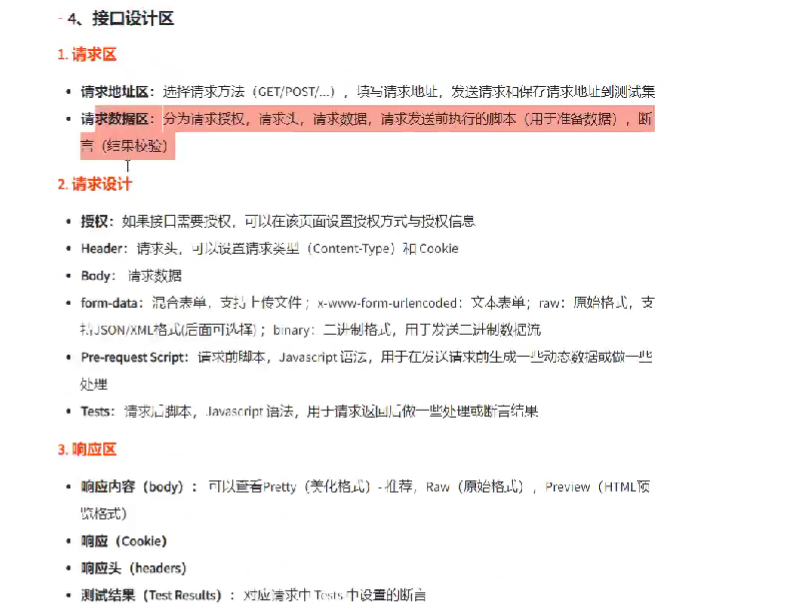 - 4、接口设计区
1. 请求区
• 请求地址区：选择请求方法（GET/POST/...），填写请求地址，发送请求和保存请求地址到测试集
• 请求数据区：分为请求授权，请求头，请求数据，请求发送前执行的脚本（用于准备数据），断
言（结果校验）
2. 请求设计
• 授权：如果接口需要授权，可以在该页面设置授权方式与授权信息
• Header：请求头，可以设置请求类型（Content-Type）和 Cookie
• Body： 请求数据
• form-data：混合表单，支持上传文件；x-www-form-urlencoded：文本表单；raw：原始格式，支
持JSON/XML格式(后面可选择)；binary：二进制格式，用于发送二进制数据流
• Pre-request Script：请求前脚本，Javascript 语法，用于在发送请求前生成一些动态数据或做一些
处理
• Tests：请求后脚本，Javascript 语法，用于请求返回后做一些处理或断言结果
3. 响应区
• 响应内容（body）： 可以查看Pretty（美化格式）- 推荐，Raw（原始格式），Preview（HTML预
览格式）
• 响应（Cookie）
• 响应头（headers）
• 测试结果（Test Results）：对应请求中 Tests 中设置的断言